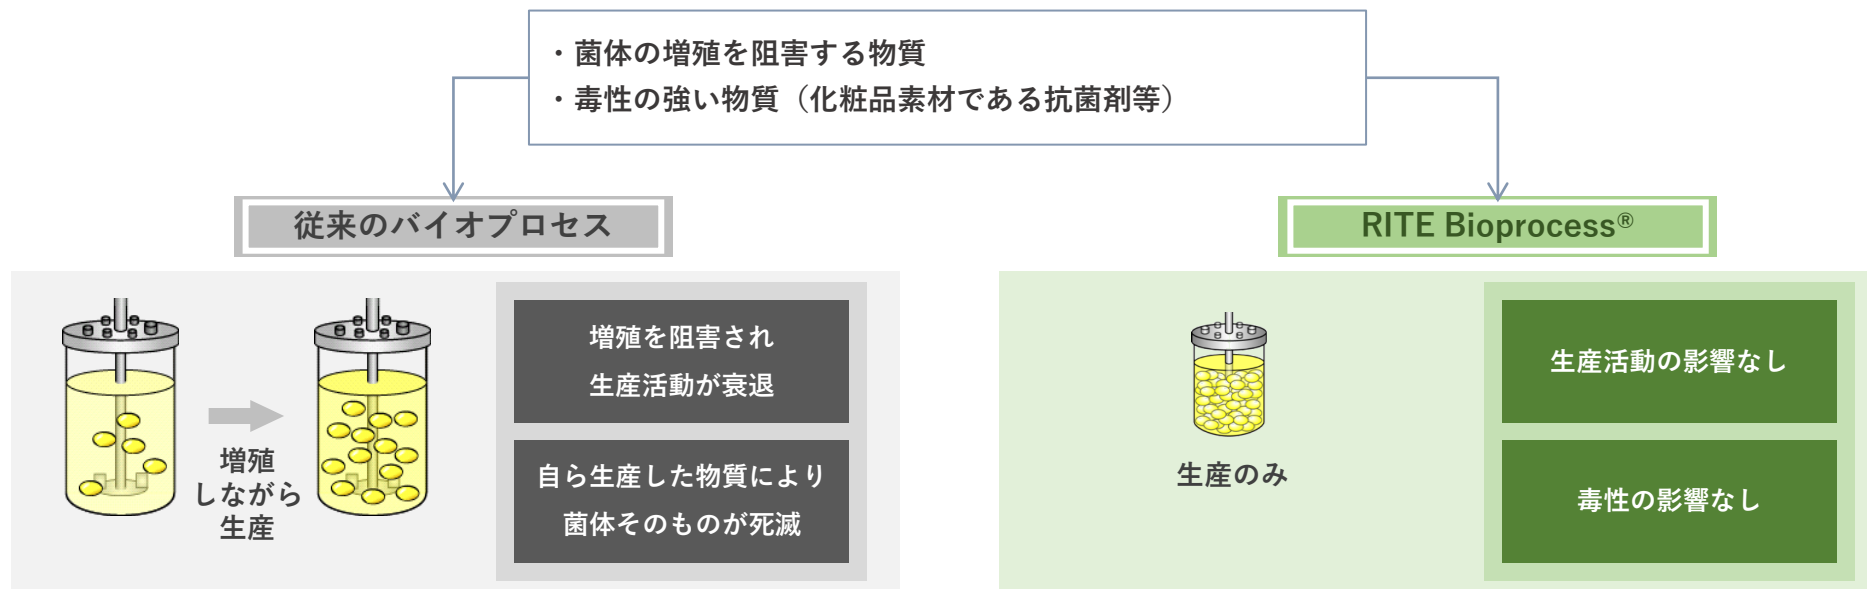 ・菌体の増殖を阻害する物質
・毒性の強い物質（化粧品素材である抗菌剤等）
従来のバイオプロセス
増殖
しながら
生産
増殖を阻害され
生産活動が衰退
自ら生産した物質により
菌体そのものが死滅
RITE Bioprocess®
生産のみ
生産活動の影響なし
毒性の影響なし